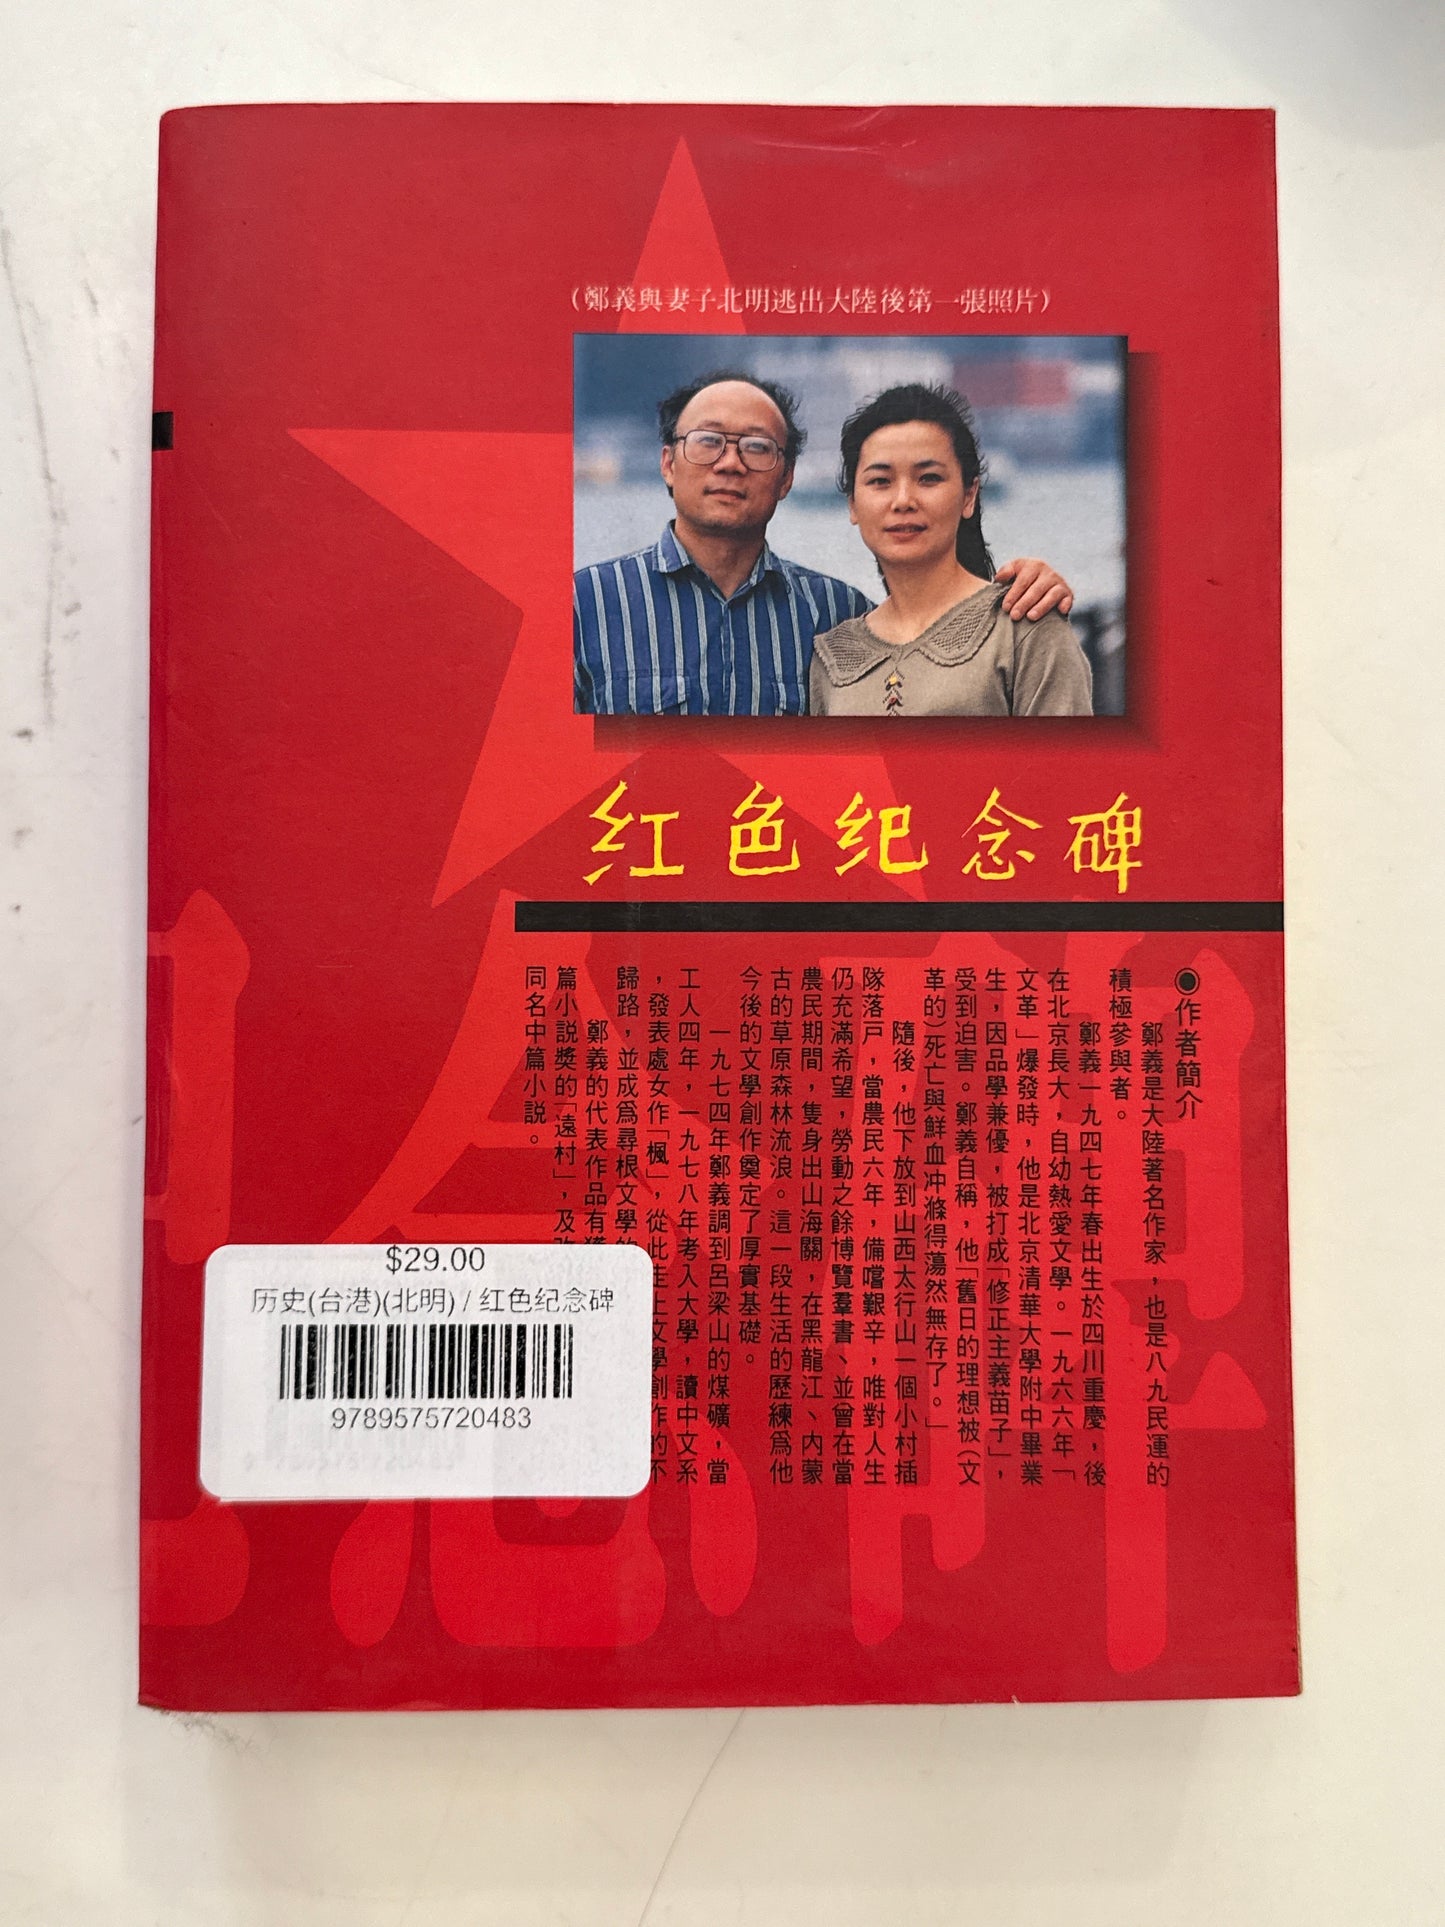 （鄭義與妻子北明逃出大陸後第一張照片）
红色纪念碑
◉作者簡介
鄭義是大陸著名作家，也是八九民運的
積極參與者。
鄭義一九四七年春出生於四川重慶，後
在北京長大，自幼熱愛文學。一九六六年「
文革」爆發時，他是北京清華大學附中畢業
生，因品學兼優，被打成「修正主義苗子」，
受到迫害。鄭義自稱，他「舊日的理想被（文
革的）死亡與鮮血冲滌得蕩然無存了。」
隨後，他下放到山西太行山一個小村插
隊落戸，當農民六年，備嚐艱辛，唯對人生
仍充滿希望，勞動之餘博覽羣書、並曾在當
農民期間，隻身出山海關，在黑龍江、內蒙
古的草原森林流浪。這一段生活的歷練爲他
今後的文學創作奠定了厚實基礎。
一九七四年鄭義調到呂梁山的煤礦，當
工人四年，一九七八年考入大學，讀中文系
，發表處女作「楓」，從此走上文學創作的不
歸路，並成爲尋根文學的
鄭義的代表作品有獲
篇小說獎的「遠村」，及
同名中篇小說。
$29.00
历史(台港)(北明) / 红色纪念碑
9789575720483